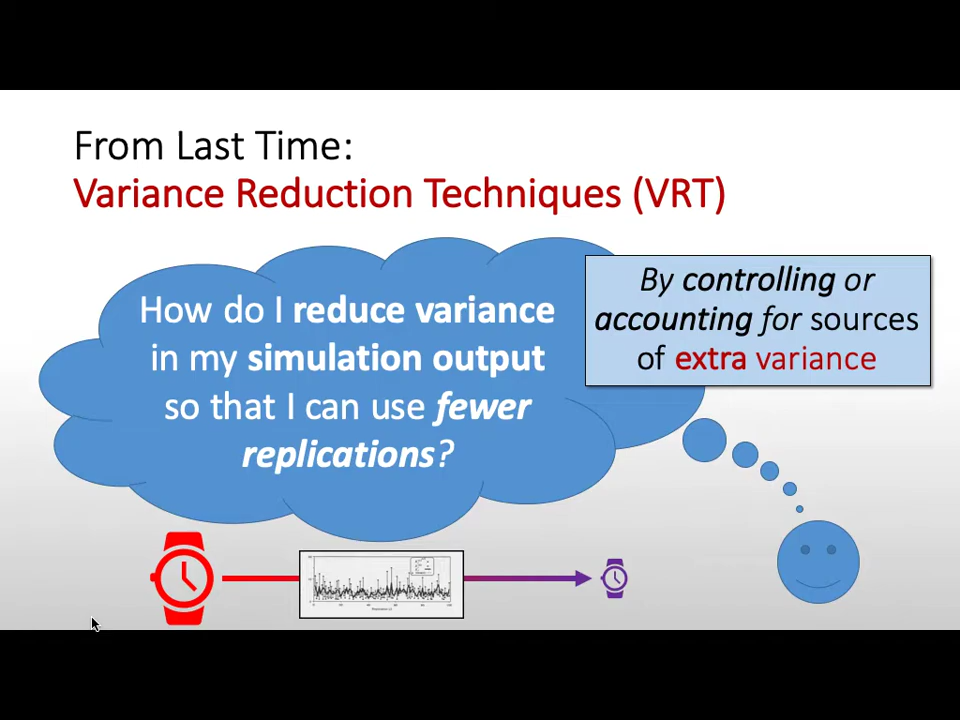 From Last Time:
Variance Reduction Techniques (VRT)
How do I reduce variance
in my simulation output
so that I can use fewer
replications?
By controlling or
accounting for sources
of extra variance